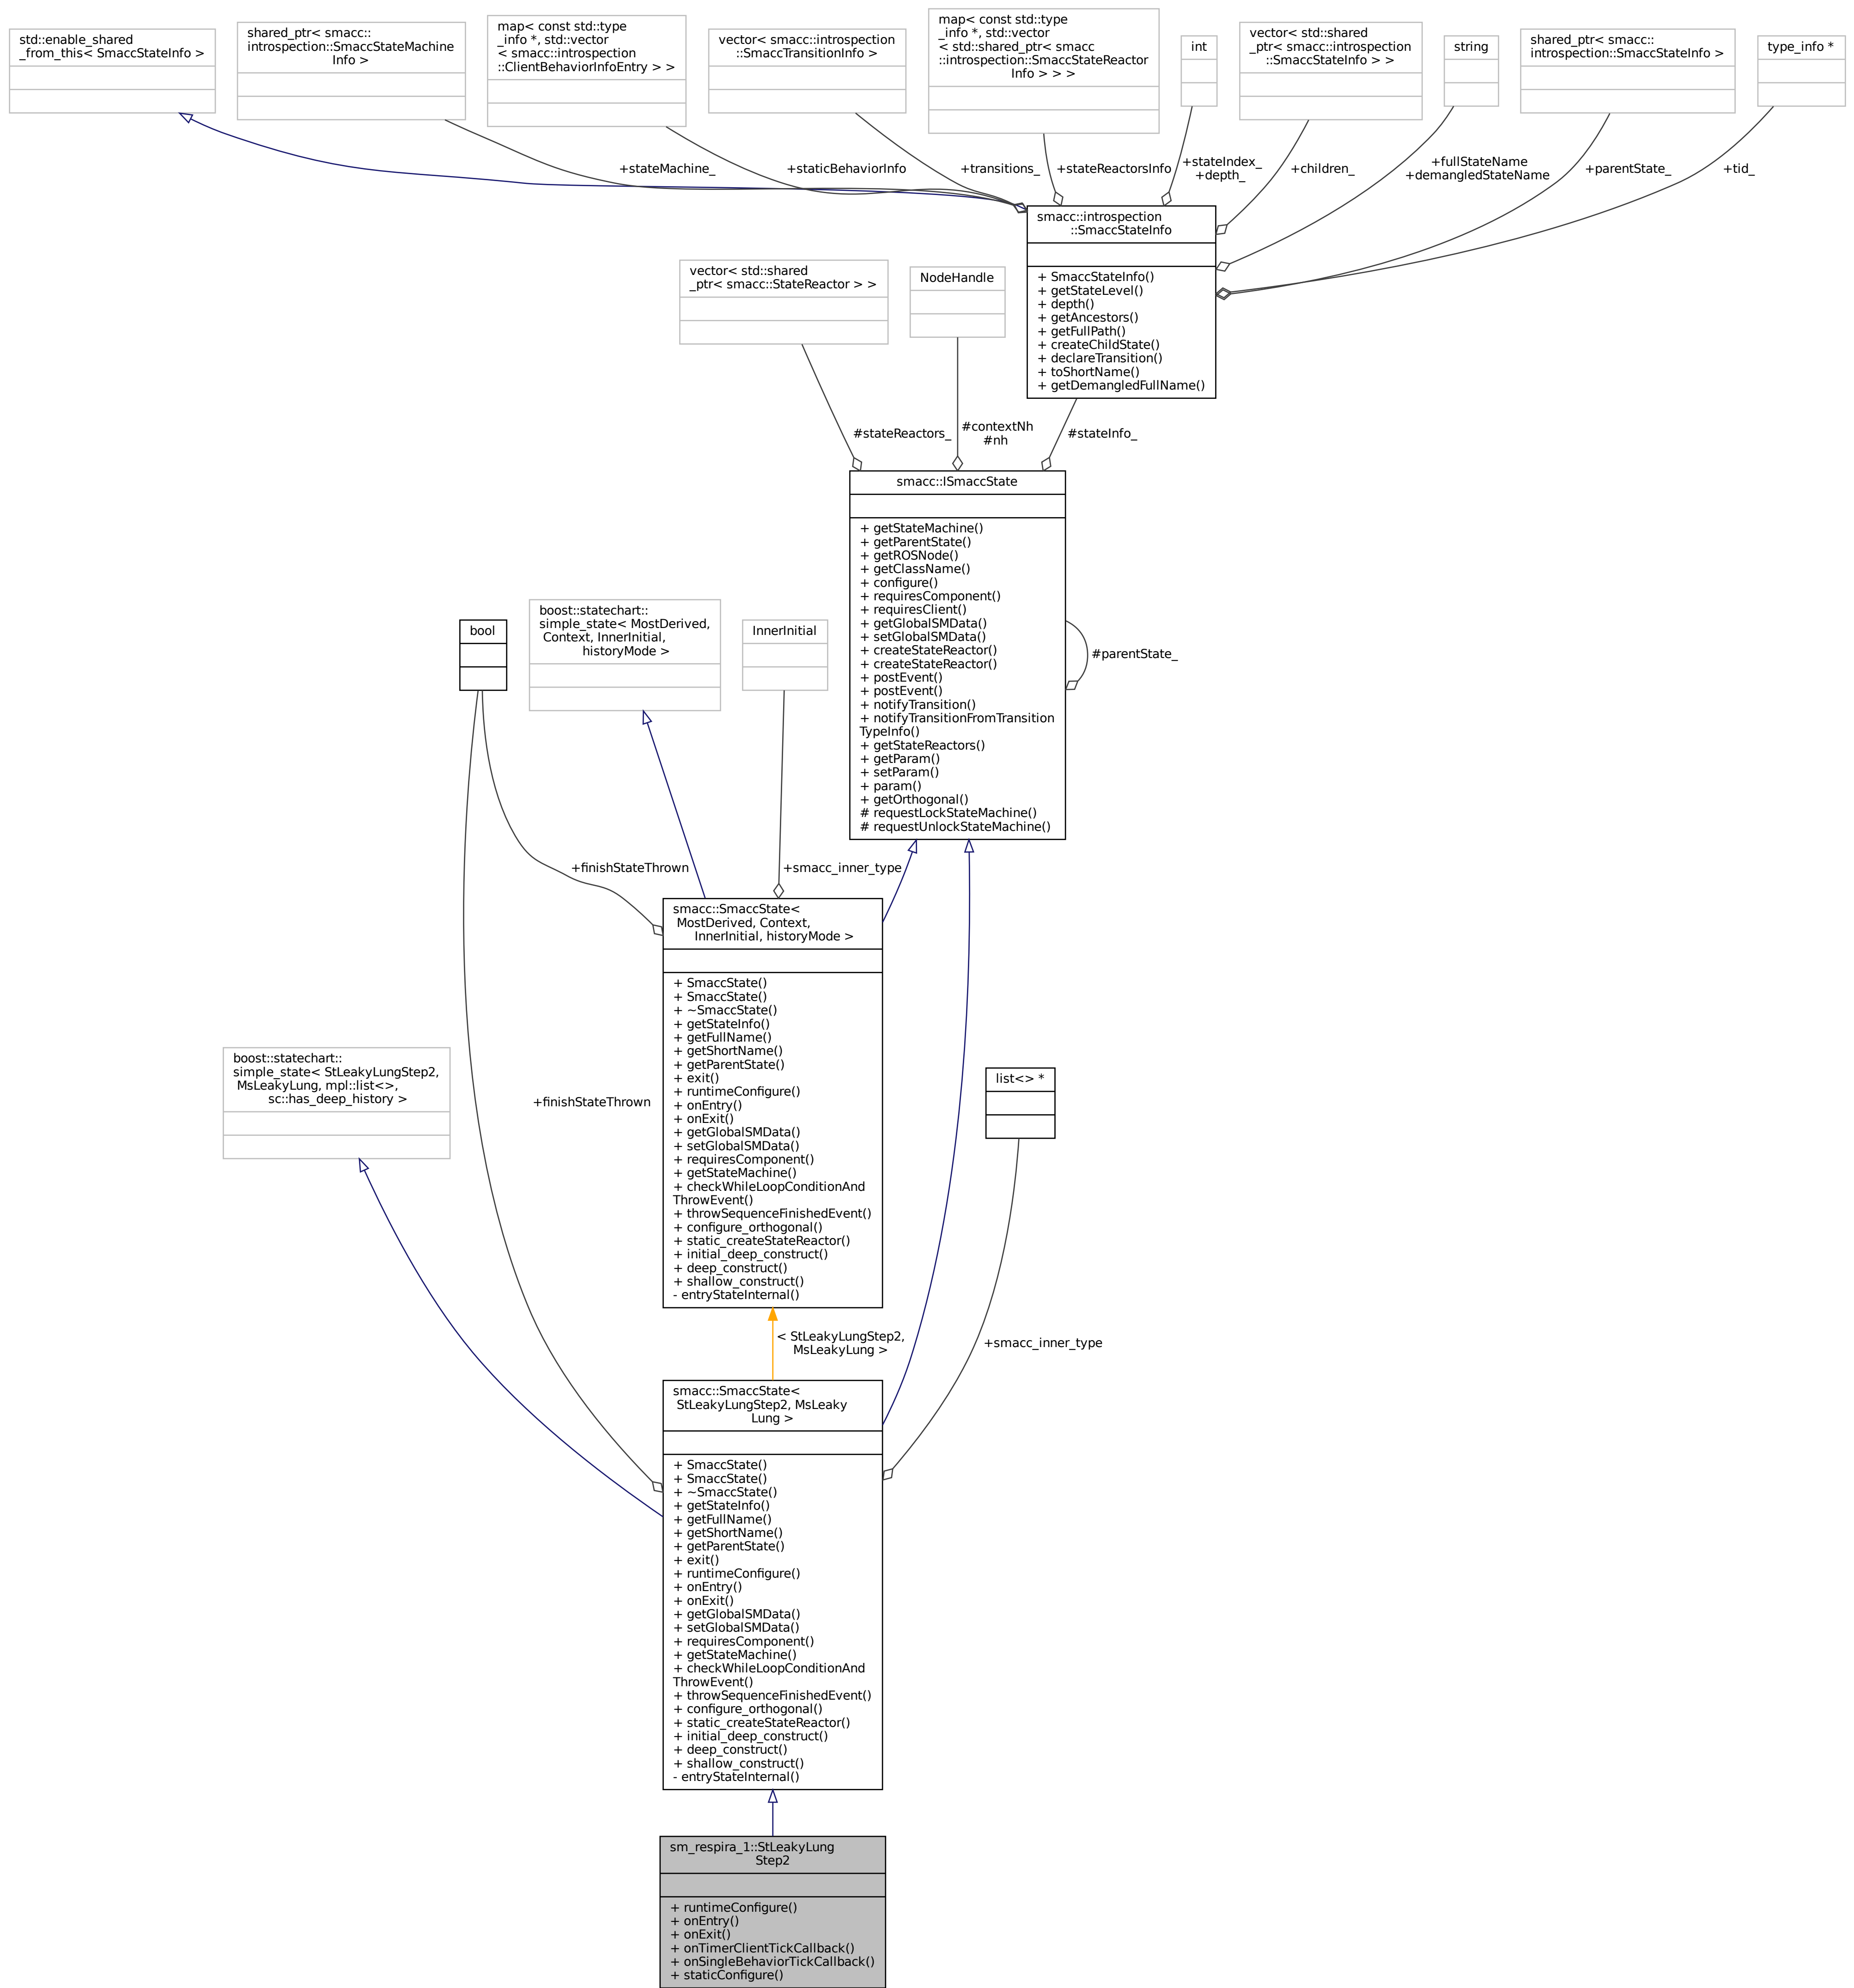 std::enable_shared
_from_this< SmaccStateInfo >
shared_ptr< smacc::
introspection::SmaccStateMachine
Info >
map< const std::type
_info *, std::vector
< smacc::introspection
::ClientBehaviorInfoEntry > >
vector< smacc::introspection
::SmaccTransitionInfo >
map< const std::type
_info *, std::vector
< std::shared_ptr< smacc
::introspection::SmaccStateReactor
Info > > >
int
vector< std::shared
_ptr< smacc::introspection
::SmaccStateInfo > >
string
shared_ptr< smacc::
introspection::SmaccStateInfo >
type_info *
+stateMachine_
+staticBehaviorInfo
+transitions_
+stateReactorsInfo
+stateIndex_
+depth_
+children_
+fullStateName
+demangledStateName
+parentState_
+tid_
smacc::introspection
::SmaccStateInfo
+ SmaccStateInfo()
+ getStateLevel()
+ depth()
+ getAncestors()
+ getFullPath()
+ createChildState()
+ declareTransition()
+ toShortName()
+ getDemangledFullName()
vector< std::shared
_ptr< smacc::StateReactor > >
NodeHandle
#stateReactors_
#contextNh
#nh
#stateInfo_
smacc::ISmaccState
+ getStateMachine()
+ getParentState()
+ getROSNode()
+ getClassName()
+ configure()
+ requiresComponent()
+ requiresClient()
+ getGlobalSMData()
+ setGlobalSMData()
+ createStateReactor()
+ createStateReactor()
+ postEvent()
+ postEvent()
+ notifyTransition()
+ notifyTransitionFromTransition
TypeInfo()
+ getStateReactors()
+ getParam()
+ setParam()
+ param()
+ getOrthogonal()
# requestLockStateMachine()
# requestUnlockStateMachine()
#parentState_
bool
boost::statechart::
simple_state< MostDerived,
Context, InnerInitial,
historyMode >
InnerInitial
+finishStateThrown
+smacc_inner_type
smacc::SmaccState<
MostDerived, Context,
InnerInitial, historyMode >
+ SmaccState()
+ SmaccState()
+ ~SmaccState()
+ getStateInfo()
+ getFullName()
+ getShortName()
+ getParentState()
+ exit()
+ runtimeConfigure()
+ onEntry()
+ onExit()
+ getGlobalSMData()
+ setGlobalSMData()
+ requiresComponent()
+ getStateMachine()
+ checkWhileLoopConditionAnd
ThrowEvent()
+ throwSequenceFinishedEvent()
+ configure_orthogonal()
+ static_createStateReactor()
+ initial_deep_construct()
+ deep_construct()
+ shallow_construct()
- entryStateInternal()
boost::statechart::
simple_state< StLeakyLungStep2,
MsLeakyLung, mpl::list<>,
sc::has_deep_history >
+finishStateThrown
list<> *
< StLeakyLungStep2,
MsLeakyLung >
+smacc_inner_type
smacc::SmaccState<
StLeakyLungStep2, MsLeaky
Lung >
+ SmaccState()
+ SmaccState()
+ ~SmaccState()
+ getStateInfo()
+ getFullName()
+ getShortName()
+ getParentState()
+ exit()
+ runtimeConfigure()
+ onEntry()
+ onExit()
+ getGlobalSMData()
+ setGlobalSMData()
+ requiresComponent()
+ getStateMachine()
+ checkWhileLoopConditionAnd
ThrowEvent()
+ throwSequenceFinishedEvent()
+ configure_orthogonal()
+ static_createStateReactor()
+ initial_deep_construct()
+ deep_construct()
+ shallow_construct()
- entryStateInternal()
sm_respira_1::StLeakyLung
Step2
+ runtimeConfigure()
+ onEntry()
+ onExit()
+ onTimerClientTickCallback()
+ onSingleBehaviorTickCallback()
+ staticConfigure()